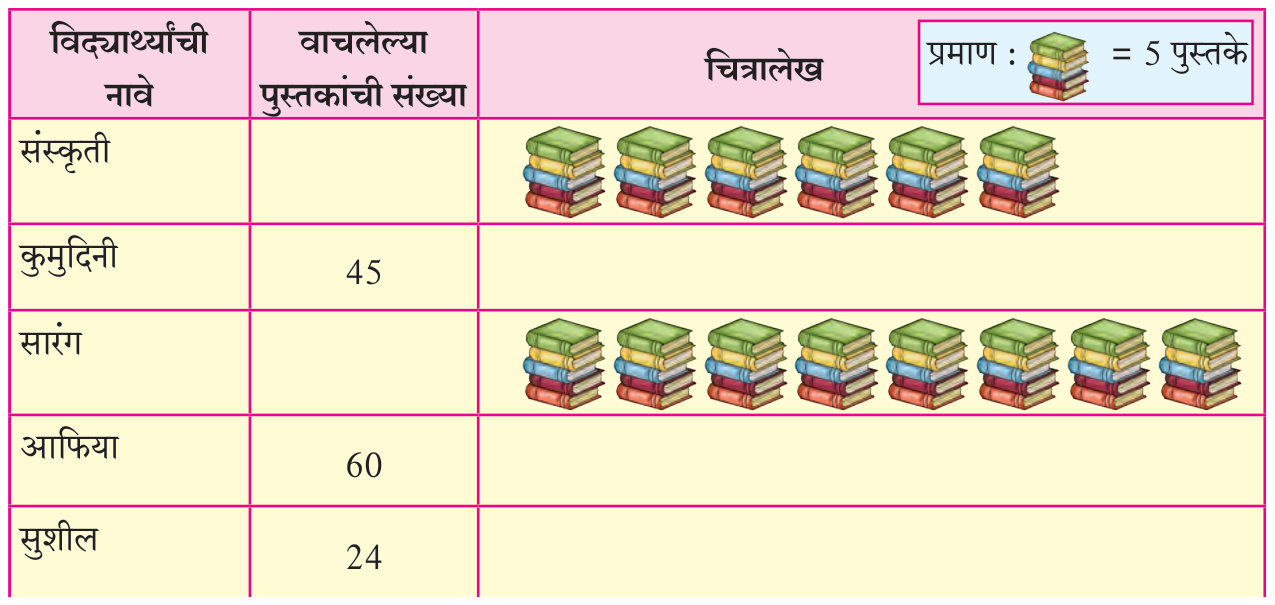 विद्यार्थ्यांची नावे
वाचलेल्या पुस्तकांची संख्या
चित्रालेख
प्रमाण : = 5 पुस्तके
संस्कृती
कुमुदिनी 45
सारंग
आफिया 60
सुशील 24